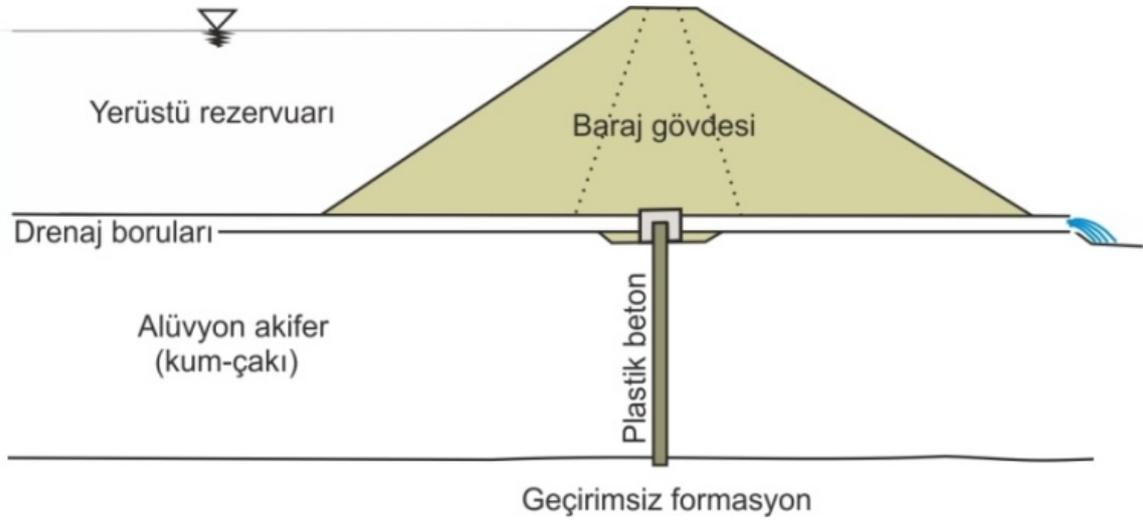 Yerüstü rezervuarı
Baraj gövdesi
Drenaj boruları
Alüvyon akifer
(kum-çakı)
Plastik beton
Geçirimsiz formasyon